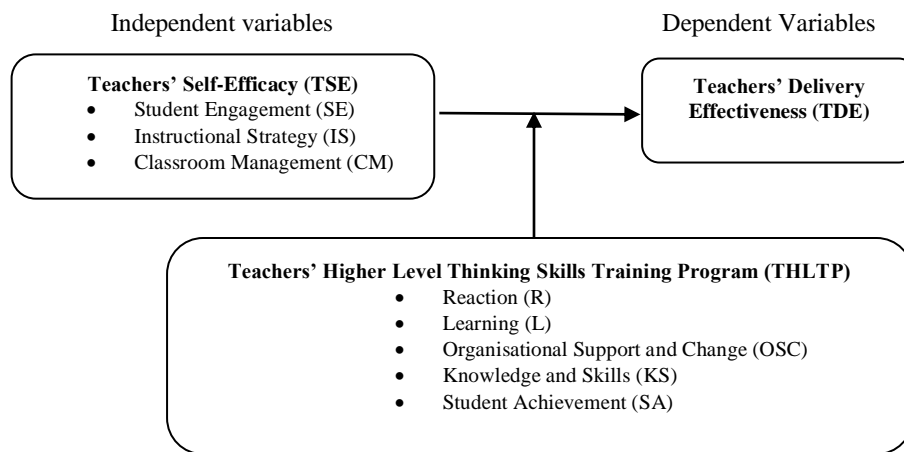 Independent variables
Dependent Variables
Teachers’ Self-Efficacy (TSE)
• Student Engagement (SE)
• Instructional Strategy (IS)
• Classroom Management (CM)
Teachers’ Delivery
Effectiveness (TDE)
Teachers’ Higher Level Thinking Skills Training Program (THLTP)
• Reaction (R)
• Learning (L)
• Organisational Support and Change (OSC)
• Knowledge and Skills (KS)
• Student Achievement (SA)